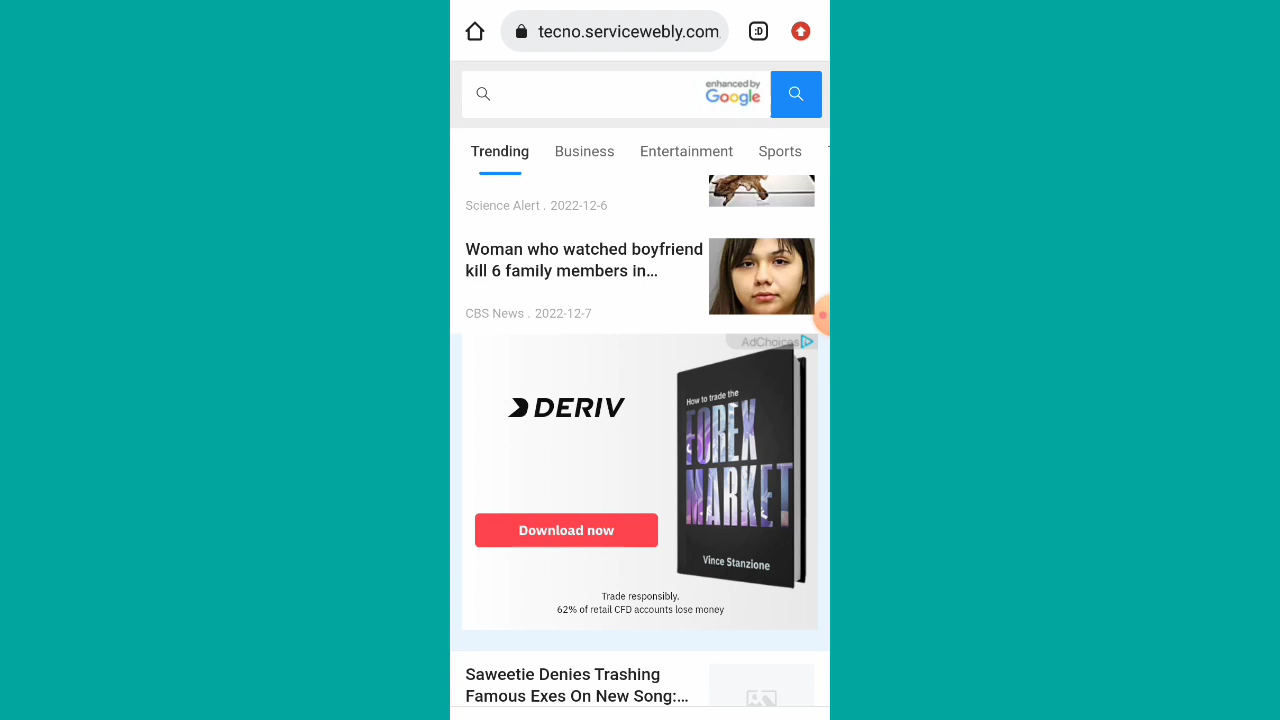 tecno.servicewebly.com
:D
enhanced by
Google
Trending
Business
Entertainment
Sports
Science Alert . 2022-12-6
Woman who watched boyfriend
kill 6 family members in...
CBS News . 2022-12-7
AdChoices
DERIV
How to trade the
FOREX
MARKET
Vince Stanzione
Download now
Trade responsibly.
62% of retail CFD accounts lose money
Saweetie Denies Trashing
Famous Exes On New Song:...